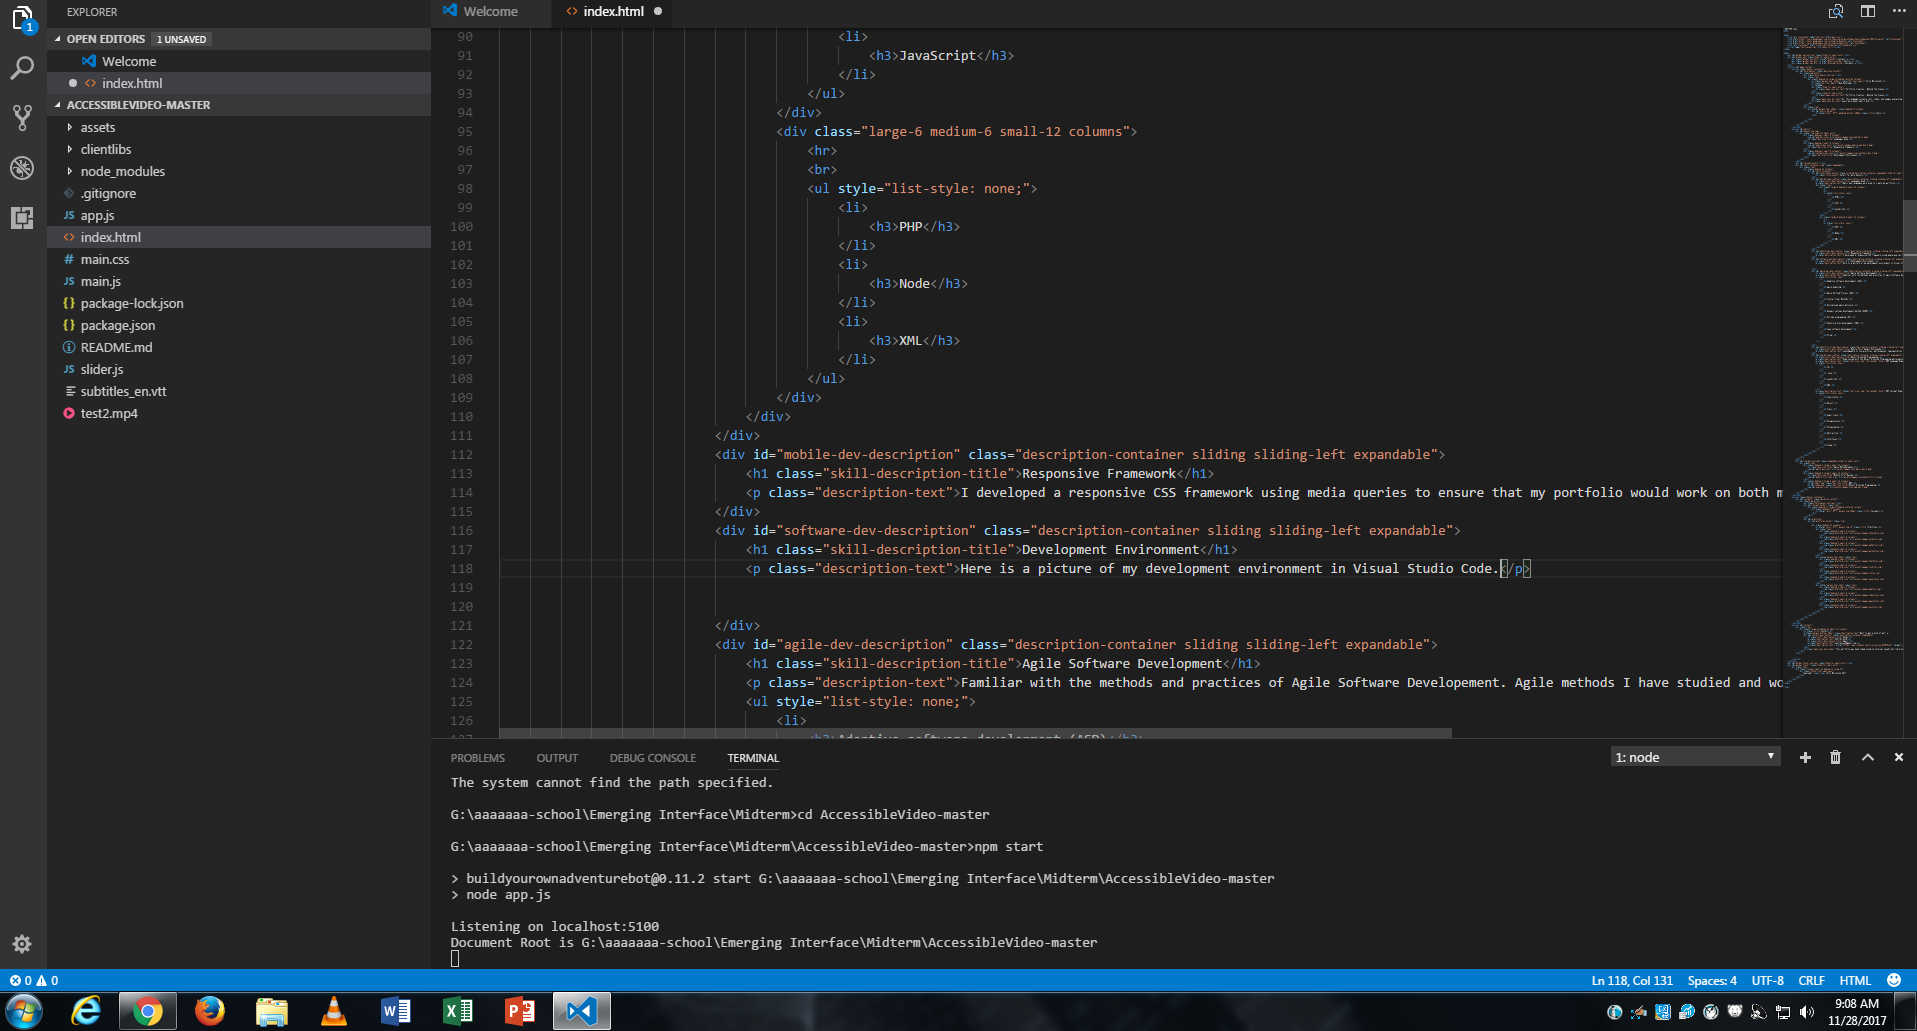 EXPLORER
OPEN EDITORS 1 UNSAVED
Welcome
index.html
ACCESSIBLEVIDEO-MASTER
assets
clientlibs
node_modules
.gitignore
JS app.js
<> index.html
# main.css
JS main.js
{} package-lock.json
{} package.json
README.md
JS slider.js
subtitles_en.vtt
test2.mp4
1
Welcome
<> index.html
90 <li>
91 <h3>JavaScript</h3>
92 </li>
93 </ul>
94 </div>
95 <div class="large-6 medium-6 small-12 columns">
96 <hr>
97 <br>
98 <ul style="list-style: none;">
99 <li>
100 <h3>PHP</h3>
101 </li>
102 <li>
103 <h3>Node</h3>
104 </li>
105 <li>
106 <h3>XML</h3>
107 </li>
108 </ul>
109 </div>
110 </div>
111 </div>
112 <div id="mobile-dev-description" class="description-container sliding sliding-left expandable">
113 <h1 class="skill-description-title">Responsive Framework</h1>
114 <p class="description-text">I developed a responsive CSS framework using media queries to ensure that my portfolio would work on both m
115 </div>
116 <div id="software-dev-description" class="description-container sliding sliding-left expandable">
117 <h1 class="skill-description-title">Development Environment</h1>
118 <p class="description-text">Here is a picture of my development environment in Visual Studio Code.</p>
119
120
121 </div>
122 <div id="agile-dev-description" class="description-container sliding sliding-left expandable">
123 <h1 class="skill-description-title">Agile Software Development</h1>
124 <p class="description-text">Familiar with the methods and practices of Agile Software Developement. Agile methods I have studied and wo
125 <ul style="list-style: none;">
126 <li>
127 <h3>Adaptive software development (ASD)</h3>
PROBLEMS OUTPUT DEBUG CONSOLE TERMINAL 1: node
The system cannot find the path specified.
G:\aaaaaaa-school\Emerging Interface\Midterm>cd AccessibleVideo-master
G:\aaaaaaa-school\Emerging Interface\Midterm\AccessibleVideo-master>npm start
> buildyourownadventurebot@0.11.2 start G:\aaaaaaa-school\Emerging Interface\Midterm\AccessibleVideo-master
> node app.js
Listening on localhost:5100
Document Root is G:\aaaaaaa-school\Emerging Interface\Midterm\AccessibleVideo-master
0 0 Ln 118, Col 131 Spaces: 4 UTF-8 CRLF HTML
9:08 AM
11/28/2017